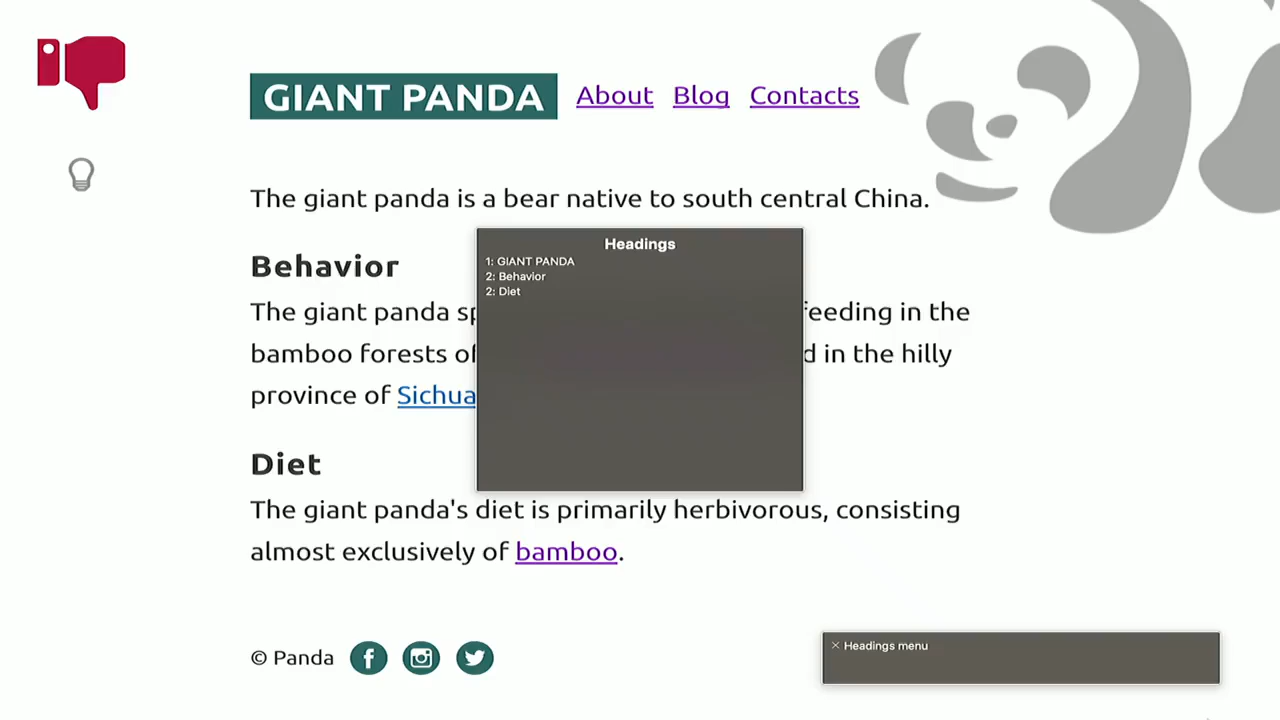 GIANT PANDA About Blog Contacts
The giant panda is a bear native to south central China.
Behavior
The giant panda sp
feeding in the
bamboo forests of
d in the hilly
province of Sichua
Headings
1: GIANT PANDA
2: Behavior
2: Diet
Diet
The giant panda's diet is primarily herbivorous, consisting
almost exclusively of bamboo.
© Panda
× Headings menu